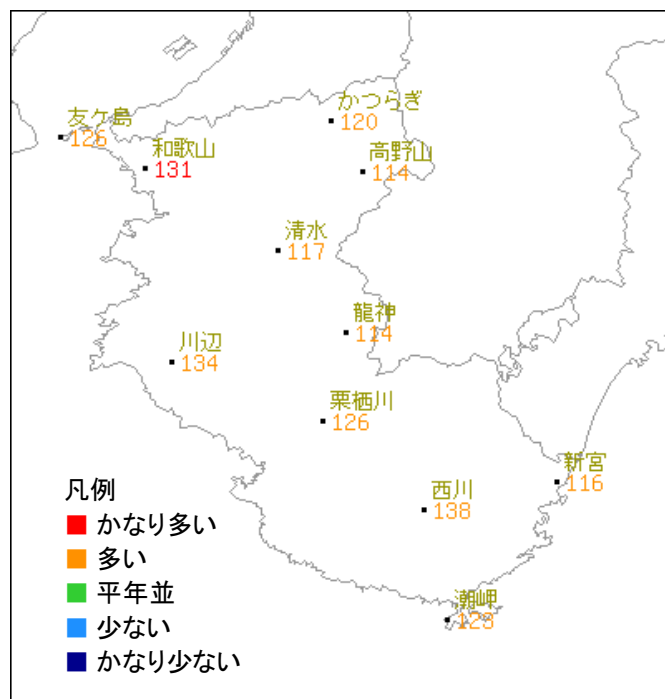 かつらぎ
120
友ケ島
126
和歌山
131
高野山
114
清水
117
龍神
124
川辺
134
栗栖川
126
新宮
116
西川
138
潮岬
123
凡例
かなり多い
多い
平年並
少ない
かなり少ない